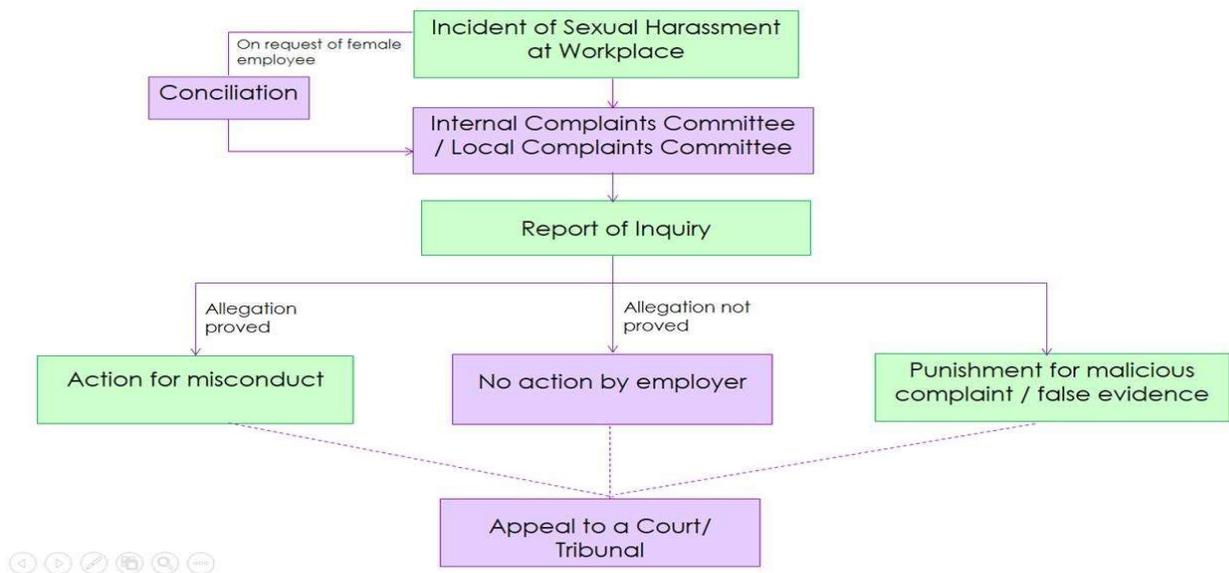 Incident of Sexual Harassment
at Workplace
On request of female
employee
Conciliation
Internal Complaints Committee
/ Local Complaints Committee
Report of Inquiry
Allegation
proved
Allegation not
proved
Action for misconduct
No action by employer
Punishment for malicious
complaint / false evidence
Appeal to a Court/
Tribunal